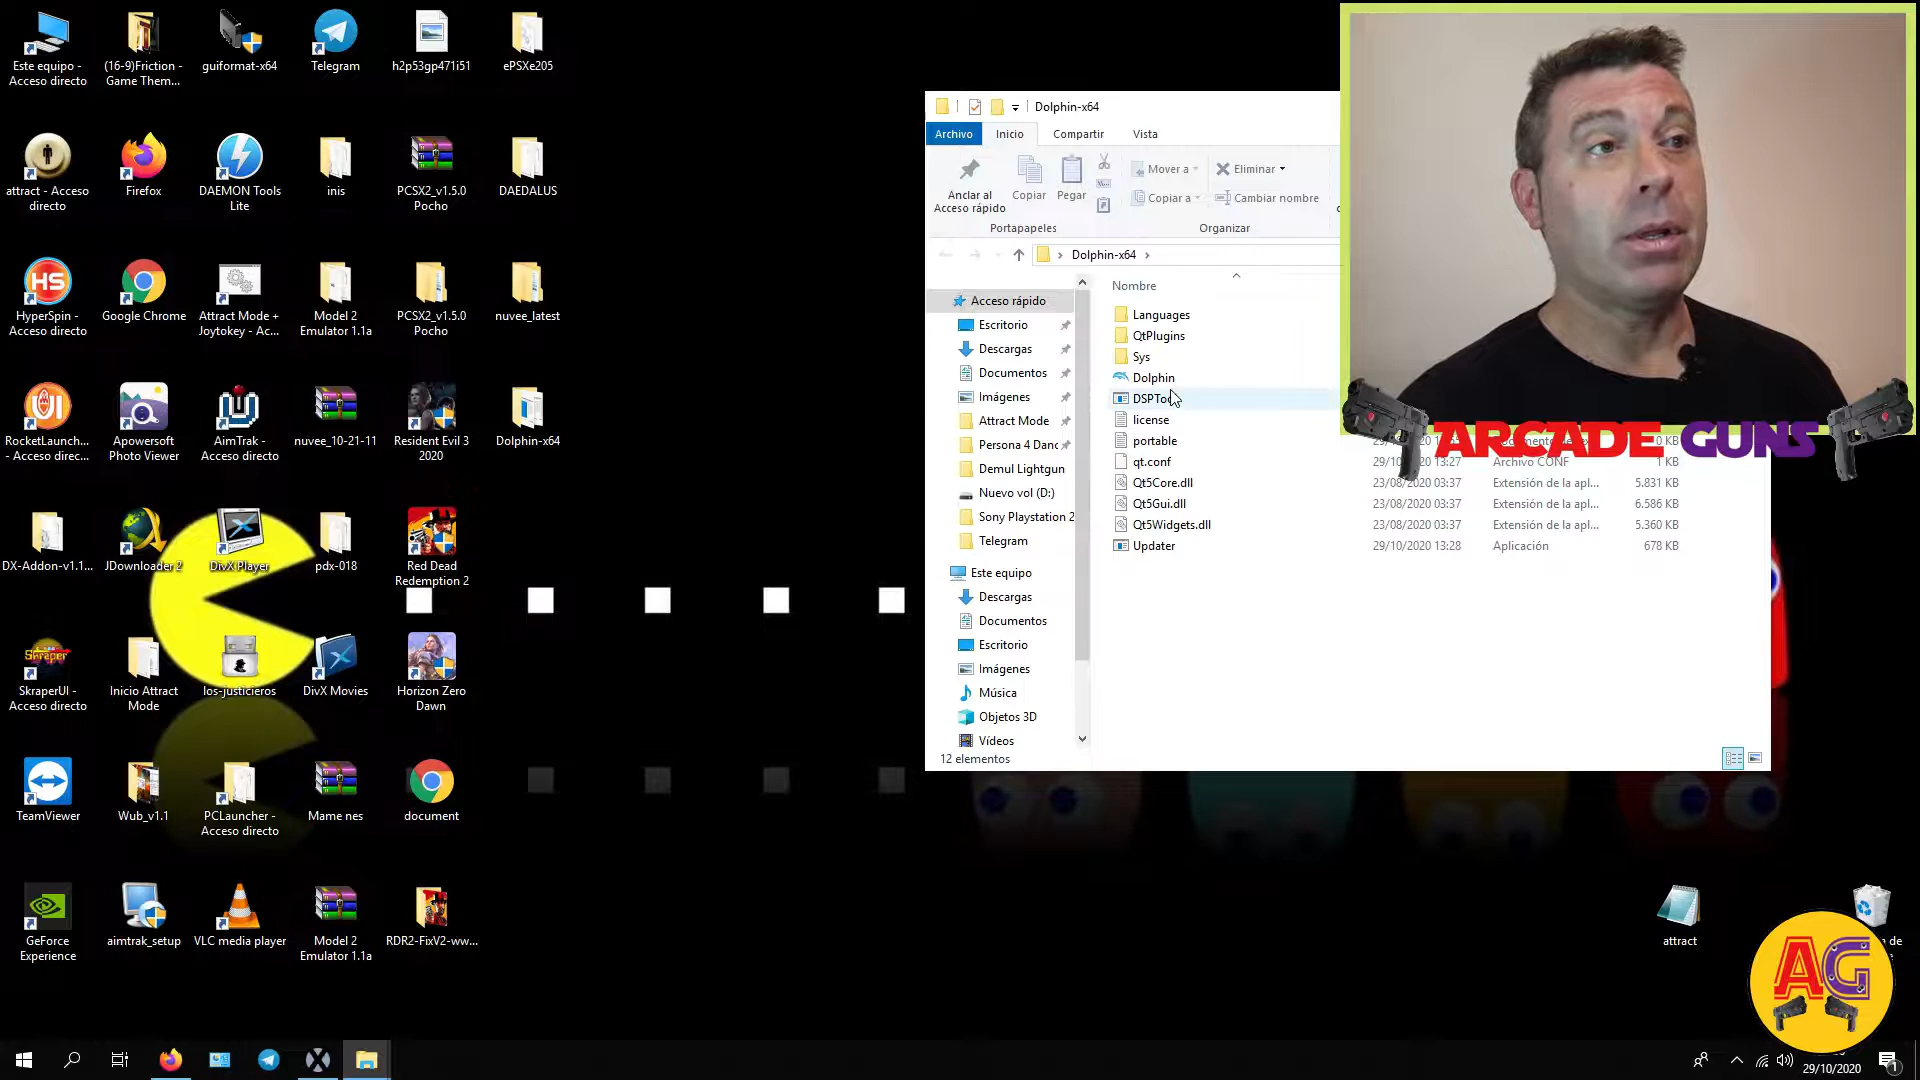 Este equipo -
Acceso directo
(16-9)Friction -
Game Them...
guiformat-x64
Telegram
h2p53gp471i51
ePSXe205
attract - Acceso
directo
Firefox
DAEMON Tools
Lite
inis
PCSX2_v1.5.0
Pocho
DAEDALUS
HS
HyperSpin -
Acceso directo
Google Chrome
Attract Mode +
Joytokey - Ac...
Model 2
Emulator 1.1a
PCSX2_v1.5.0
Pocho
nuvee_latest
RocketLaunch...
- Acceso direc...
Apowersoft
Photo Viewer
AimTrak -
Acceso directo
nuvee_10-21-11
Resident Evil 3
2020
Dolphin-x64
DX-Addon-v1.1...
JDownloader 2
DivX Player
pdx-018
Red Dead
Redemption 2
SkraperUI -
Acceso directo
Inicio Attract
Mode
los-justicieros
DivX Movies
Horizon Zero
Dawn
TeamViewer
Wub_v1.1
PCLauncher -
Acceso directo
Mame nes
document
GeForce
Experience
aimtrak_setup
VLC media player
Model 2
Emulator 1.1a
RDR2-FixV2-ww...
Dolphin-x64
Archivo
Inicio
Compartir
Vista
Anclar al
Acceso rápido
Copiar
Pegar
Mover a
Copiar a
Eliminar
Cambiar nombre
Portapapeles
Organizar
Dolphin-x64
Nombre
Acceso rápido
Escritorio
Descargas
Documentos
Imágenes
Attract Mode
Persona 4 Danc
Demul Lightgun
Nuevo vol (D:)
Sony Playstation 2
Telegram
Este equipo
Descargas
Documentos
Escritorio
Imágenes
Música
Objetos 3D
Vídeos
12 elementos
Languages
QtPlugins
Sys
Dolphin
license
portable
0 KB
qt.conf
13:27
Archivo CONF
1 KB
Qt5Core.dll
23/08/2020 03:37
Extensión de la apl...
5.831 KB
Qt5Gui.dll
23/08/2020 03:37
Extensión de la apl...
6.586 KB
Qt5Widgets.dll
23/08/2020 03:37
Extensión de la apl...
5.360 KB
Updater
29/10/2020 13:28
Aplicación
678 KB
ARCADE GUNS
attract
AG
29/10/2020
1